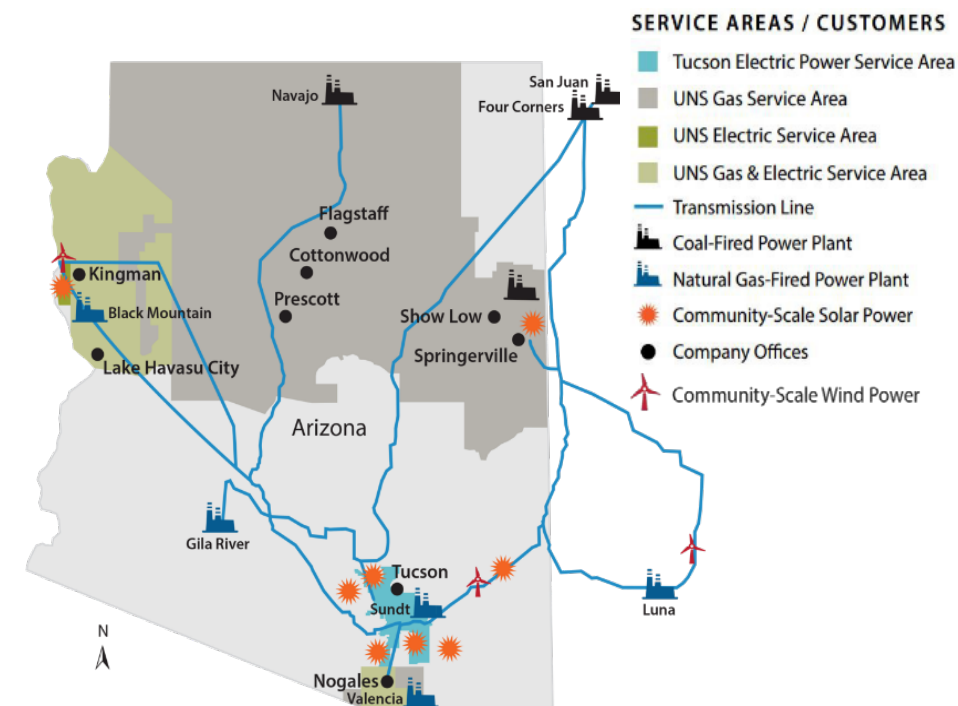 SERVICE AREAS / CUSTOMERS
Tucson Electric Power Service Area
UNS Gas Service Area
UNS Electric Service Area
UNS Gas & Electric Service Area
Transmission Line
Coal-Fired Power Plant
Natural Gas-Fired Power Plant
Community-Scale Solar Power
Company Offices
Community-Scale Wind Power
San Juan
Four Corners
Navajo
Flagstaff
Cottonwood
Kingman
Prescott
Black Mountain
Show Low
Springerville
Lake Havasu City
Arizona
Gila River
Tucson
Sundt
Luna
N
Nogales
Valencia